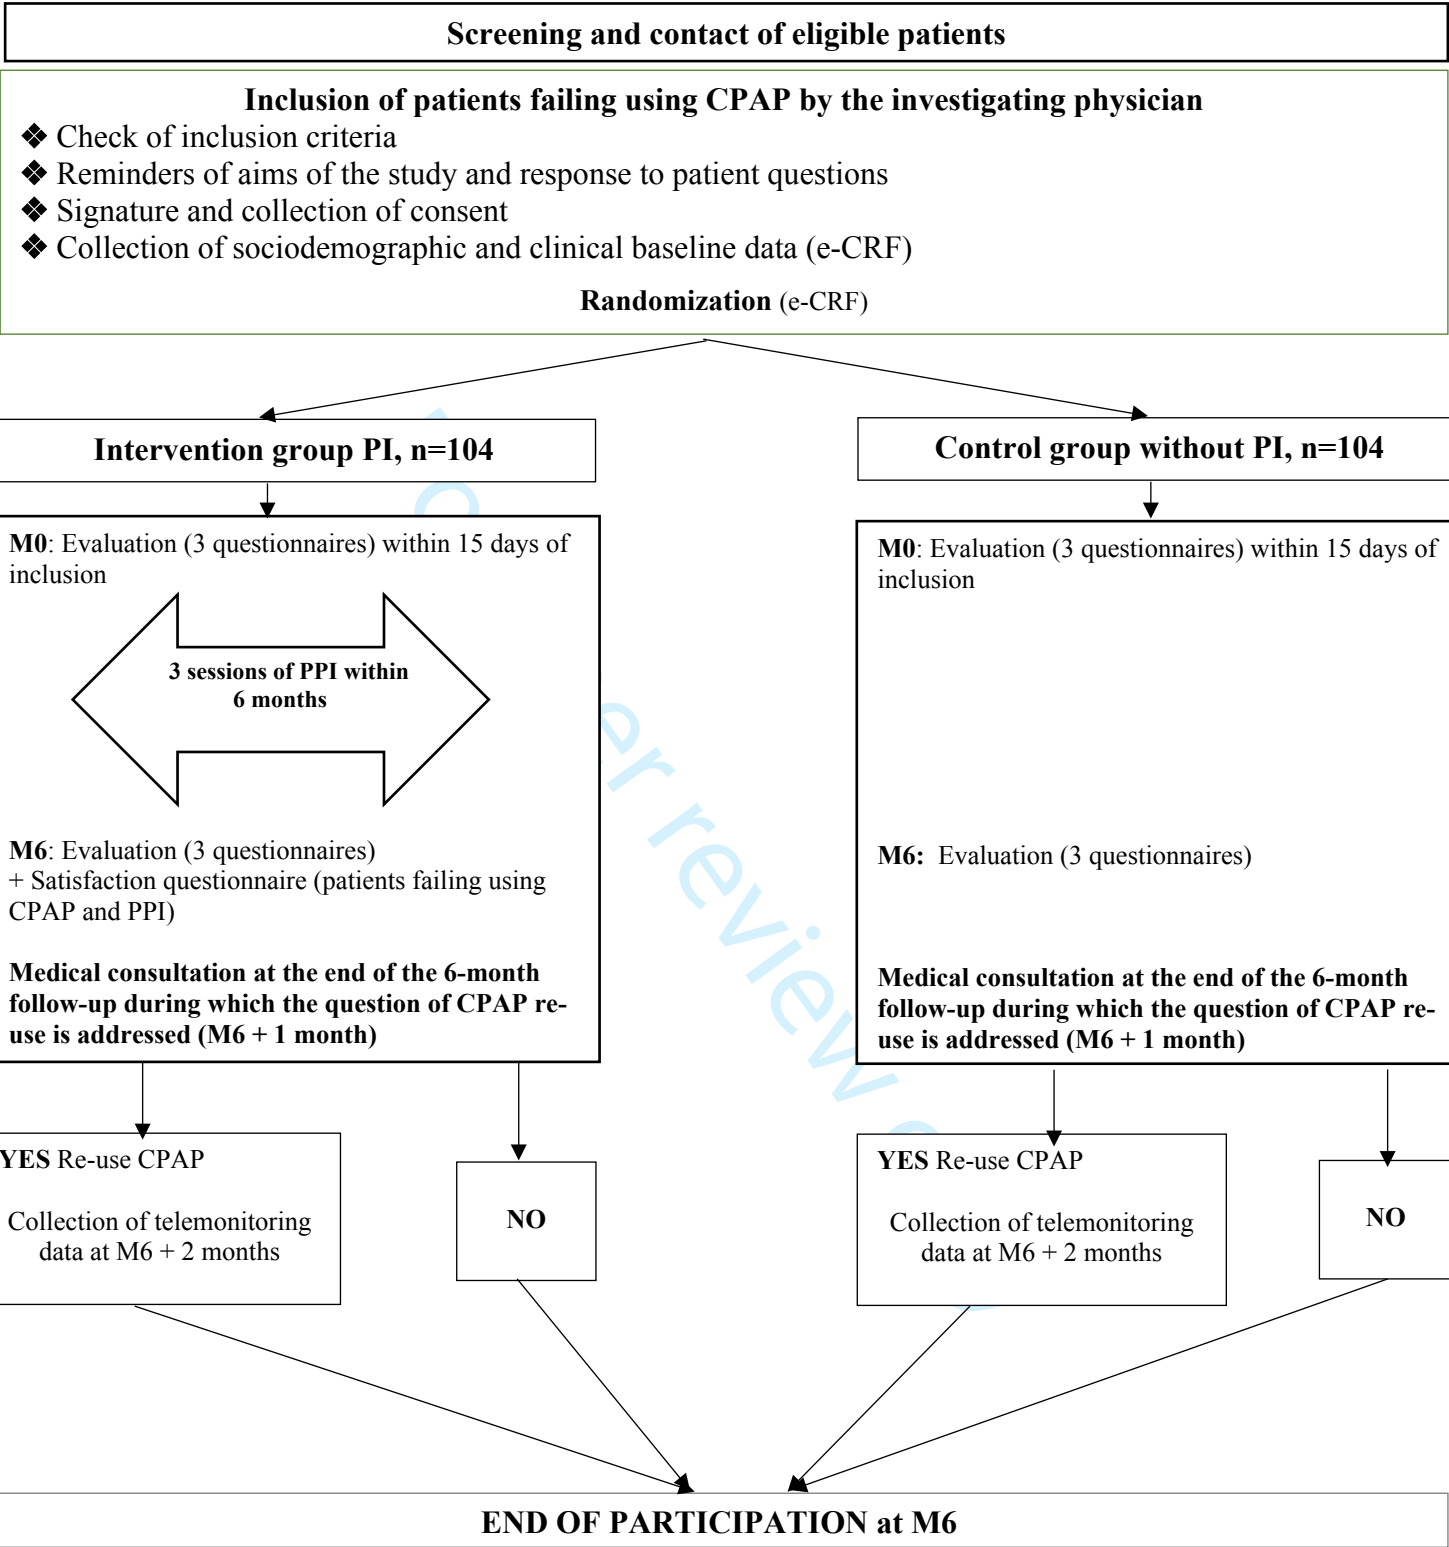 Screening and contact of eligible patients
Inclusion of patients failing using CPAP by the investigating physician
❖ Check of inclusion criteria
❖ Reminders of aims of the study and response to patient questions
❖ Signature and collection of consent
❖ Collection of sociodemographic and clinical baseline data (e-CRF)
Randomization (e-CRF)
Intervention group PI, n=104
M0: Evaluation (3 questionnaires) within 15 days of
inclusion
3 sessions of PPI within
6 months
M6: Evaluation (3 questionnaires)
+ Satisfaction questionnaire (patients failing using
CPAP and PPI)
Medical consultation at the end of the 6-month
follow-up during which the question of CPAP re-
use is addressed (M6 + 1 month)
YES Re-use CPAP
Collection of telemonitoring
data at M6 + 2 months
NO
Control group without PI, n=104
M0: Evaluation (3 questionnaires) within 15 days of
inclusion
M6: Evaluation (3 questionnaires)
Medical consultation at the end of the 6-month
follow-up during which the question of CPAP re-
use is addressed (M6 + 1 month)
YES Re-use CPAP
Collection of telemonitoring
data at M6 + 2 months
NO
END OF PARTICIPATION at M6
review